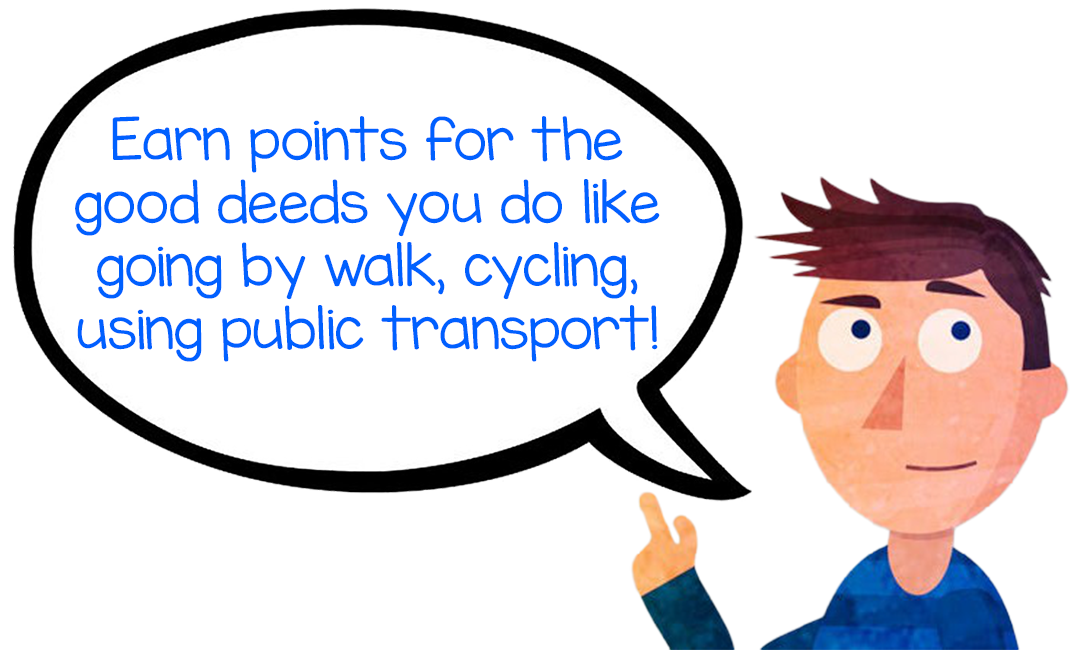 Earn points for the
good deeds you do like
going by walk, cycling,
using public transport!